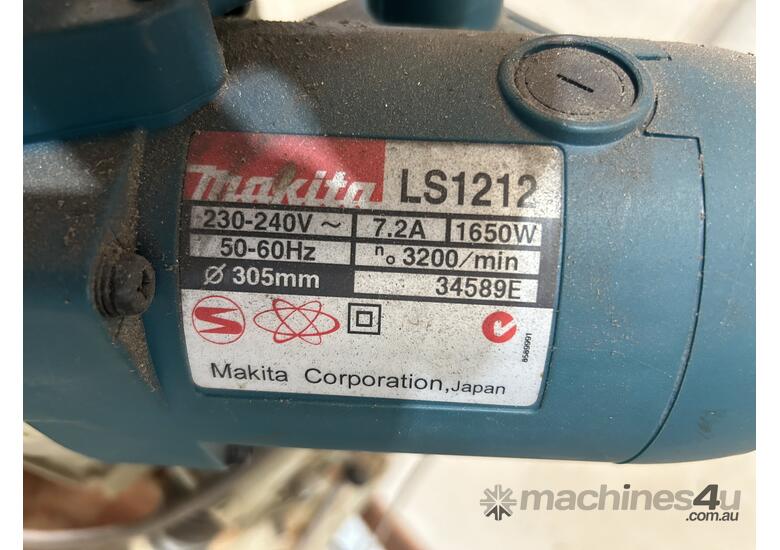 makita LS1212
230-240V ~ 7.2A 1650W
50-60Hz n₀ 3200/min
Ø 305mm 34589E
8589991
Makita Corporation, Japan
machines4u
.com.au